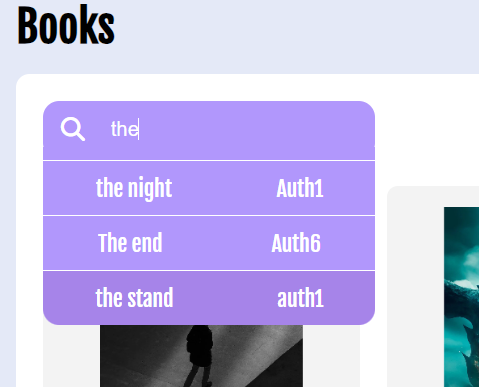 Books
the
the night Auth1
The end Auth6
the stand auth1